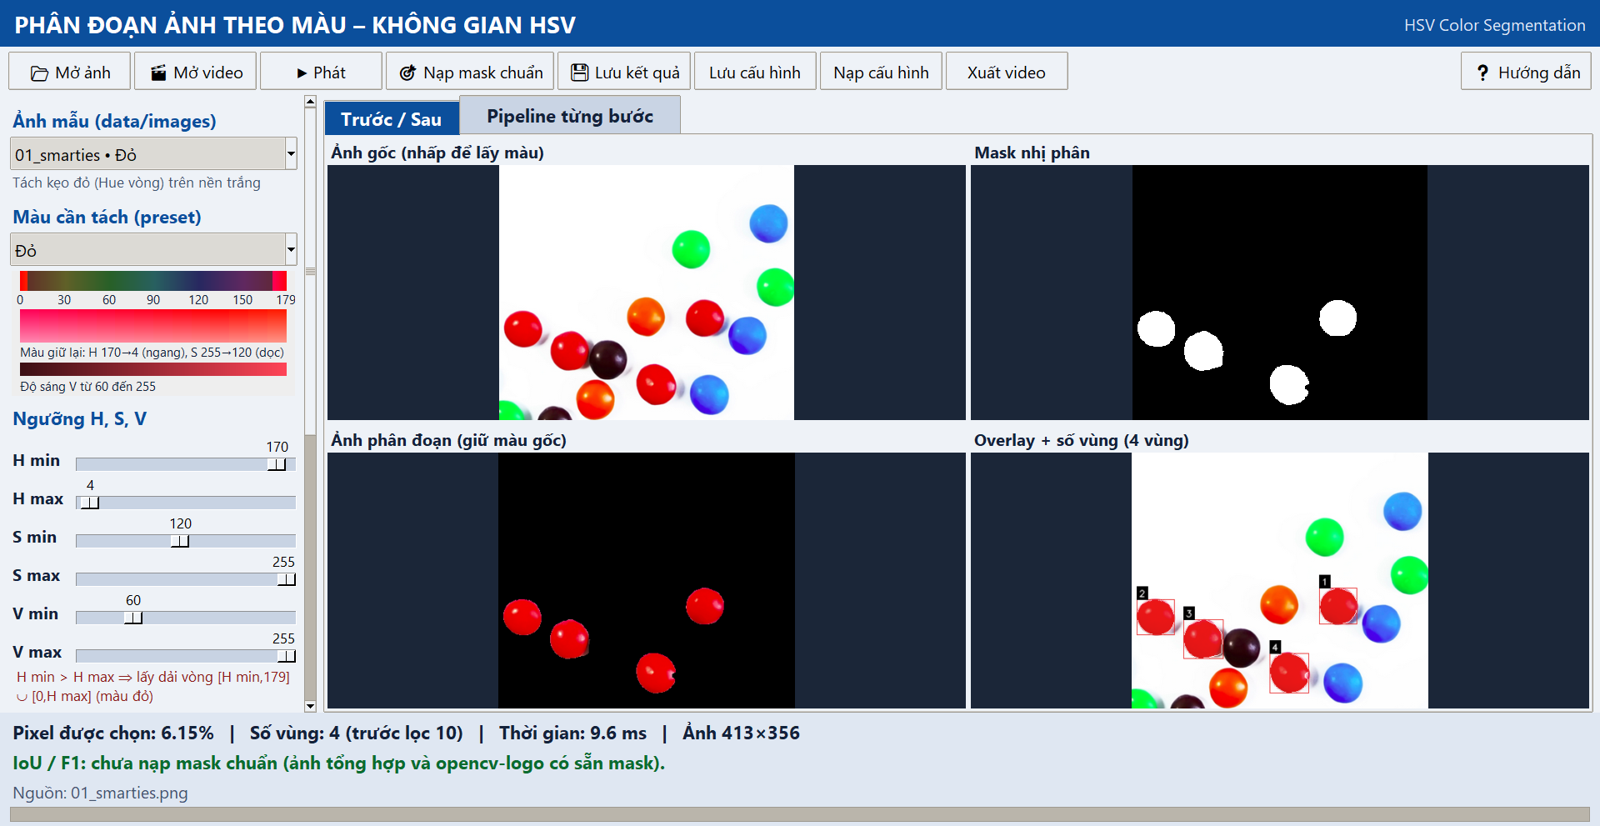 PHÂN ĐOẠN ẢNH THEO MÀU – KHÔNG GIAN HSV
HSV Color Segmentation
Mở ảnh
Mở video
Phát
Nạp mask chuẩn
Lưu kết quả
Lưu cấu hình
Nạp cấu hình
Xuất video
? Hướng dẫn
Ảnh mẫu (data/images)
01_smarties • Đỏ
Tách kẹo đỏ (Hue vòng) trên nền trắng
Màu cần tách (preset)
Đỏ
0 30 60 90 120 150 179
Màu giữ lại: H 170→4 (ngang), S 255→120 (dọc)
Độ sáng V từ 60 đến 255
Ngưỡng H, S, V
170
H min
4
H max
120
S min
255
S max
60
V min
255
V max
H min > H max ⇒ lấy dải vòng [H min,179]
∪ [0,H max] (màu đỏ)
Trước / Sau
Pipeline từng bước
Ảnh gốc (nhấp để lấy màu)
Mask nhị phân
Ảnh phân đoạn (giữ màu gốc)
Overlay + số vùng (4 vùng)
1
2
3
4
Pixel được chọn: 6.15% | Số vùng: 4 (trước lọc 10) | Thời gian: 9.6 ms | Ảnh 413×356
IoU / F1: chưa nạp mask chuẩn (ảnh tổng hợp và opencv-logo có sẵn mask).
Nguồn: 01_smarties.png